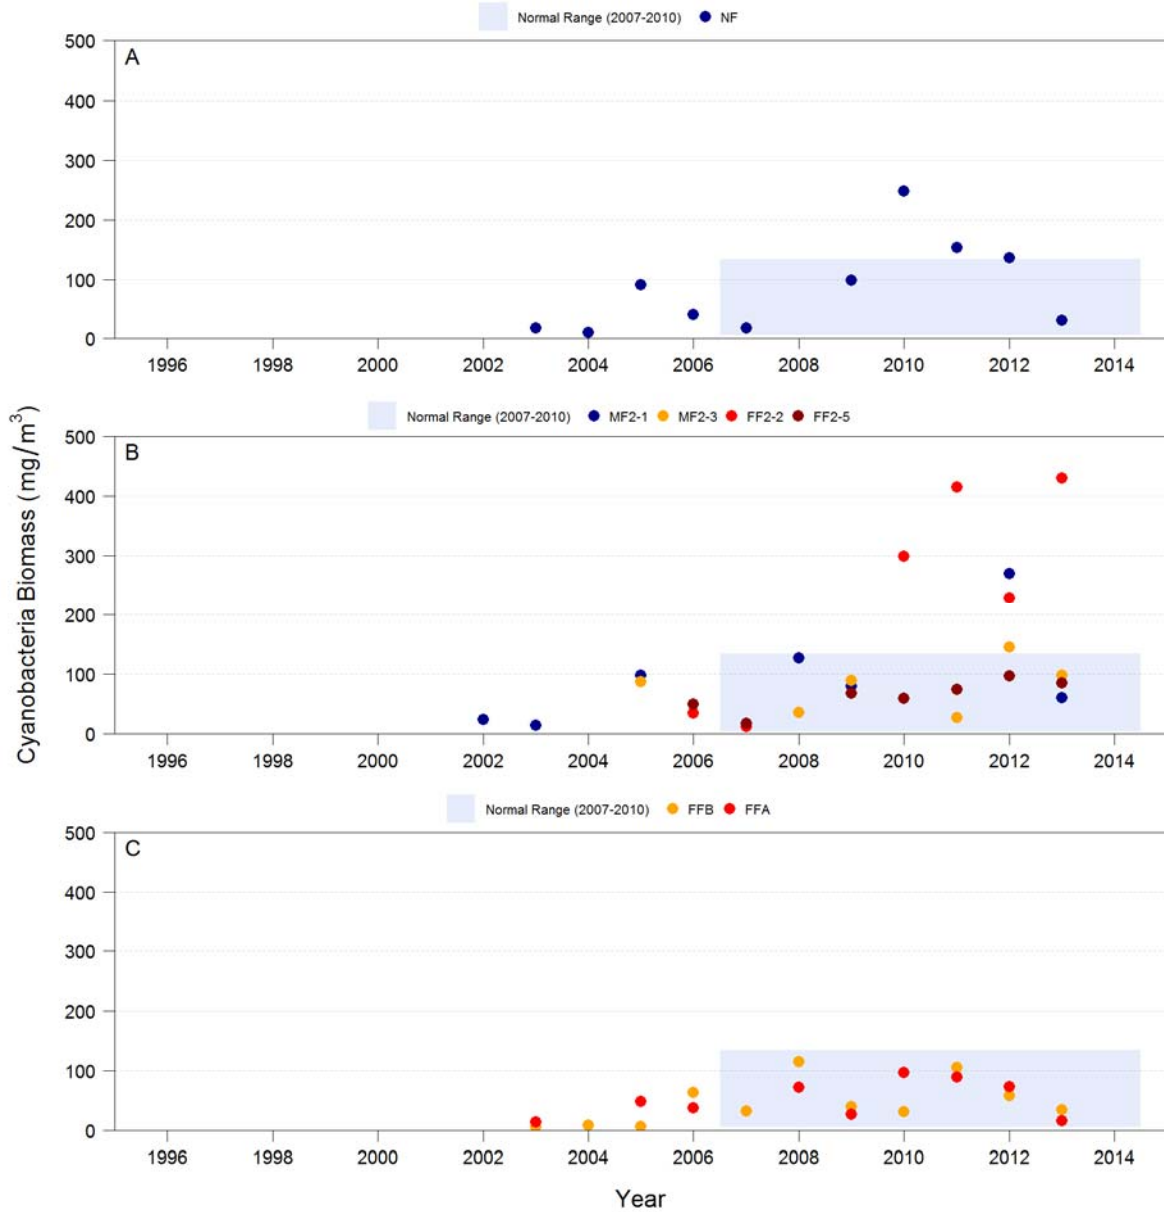 Normal Range (2007-2010) NF
A
500
400
300
200
100
0
1996 1998 2000 2002 2004 2006 2008 2010 2012 2014
Cyanobacteria Biomass (mg/m³)
Normal Range (2007-2010) MF2-1 MF2-3 FF2-2 FF2-5
B
500
400
300
200
100
0
1996 1998 2000 2002 2004 2006 2008 2010 2012 2014
Normal Range (2007-2010) FFB FFA
C
500
400
300
200
100
0
1996 1998 2000 2002 2004 2006 2008 2010 2012 2014
Year